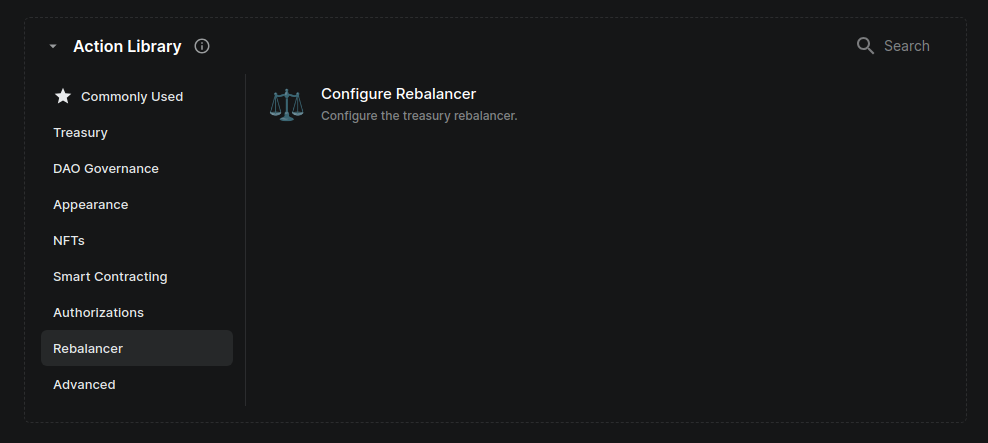 Action Library
Search
Commonly Used
Treasury
DAO Governance
Appearance
NFTs
Smart Contracting
Authorizations
Rebalancer
Advanced
Configure Rebalancer
Configure the treasury rebalancer.